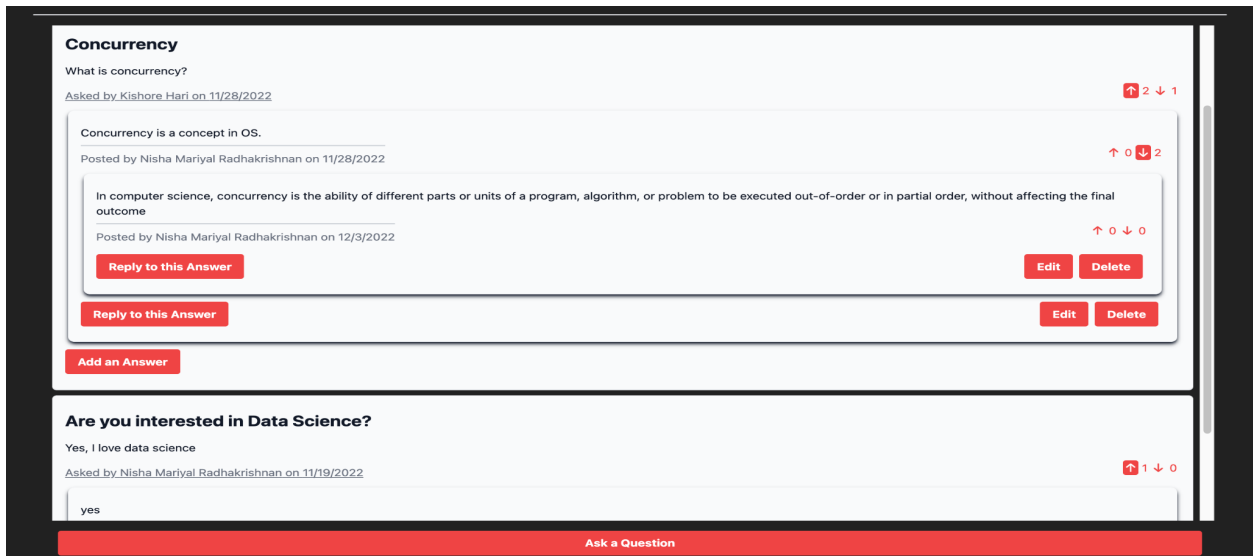 Concurrency
What is concurrency?
Asked by Kishore Hari on 11/28/2022
↑ 2 ↓ 1
Concurrency is a concept in OS.
Posted by Nisha Mariyal Radhakrishnan on 11/28/2022
↑ 0 ↓ 2
In computer science, concurrency is the ability of different parts or units of a program, algorithm, or problem to be executed out-of-order or in partial order, without affecting the final
outcome
Posted by Nisha Mariyal Radhakrishnan on 12/3/2022
↑ 0 ↓ 0
Reply to this Answer Edit Delete
Reply to this Answer Edit Delete
Add an Answer
Are you interested in Data Science?
Yes, I love data science
Asked by Nisha Mariyal Radhakrishnan on 11/19/2022
↑ 1 ↓ 0
yes
Ask a Question